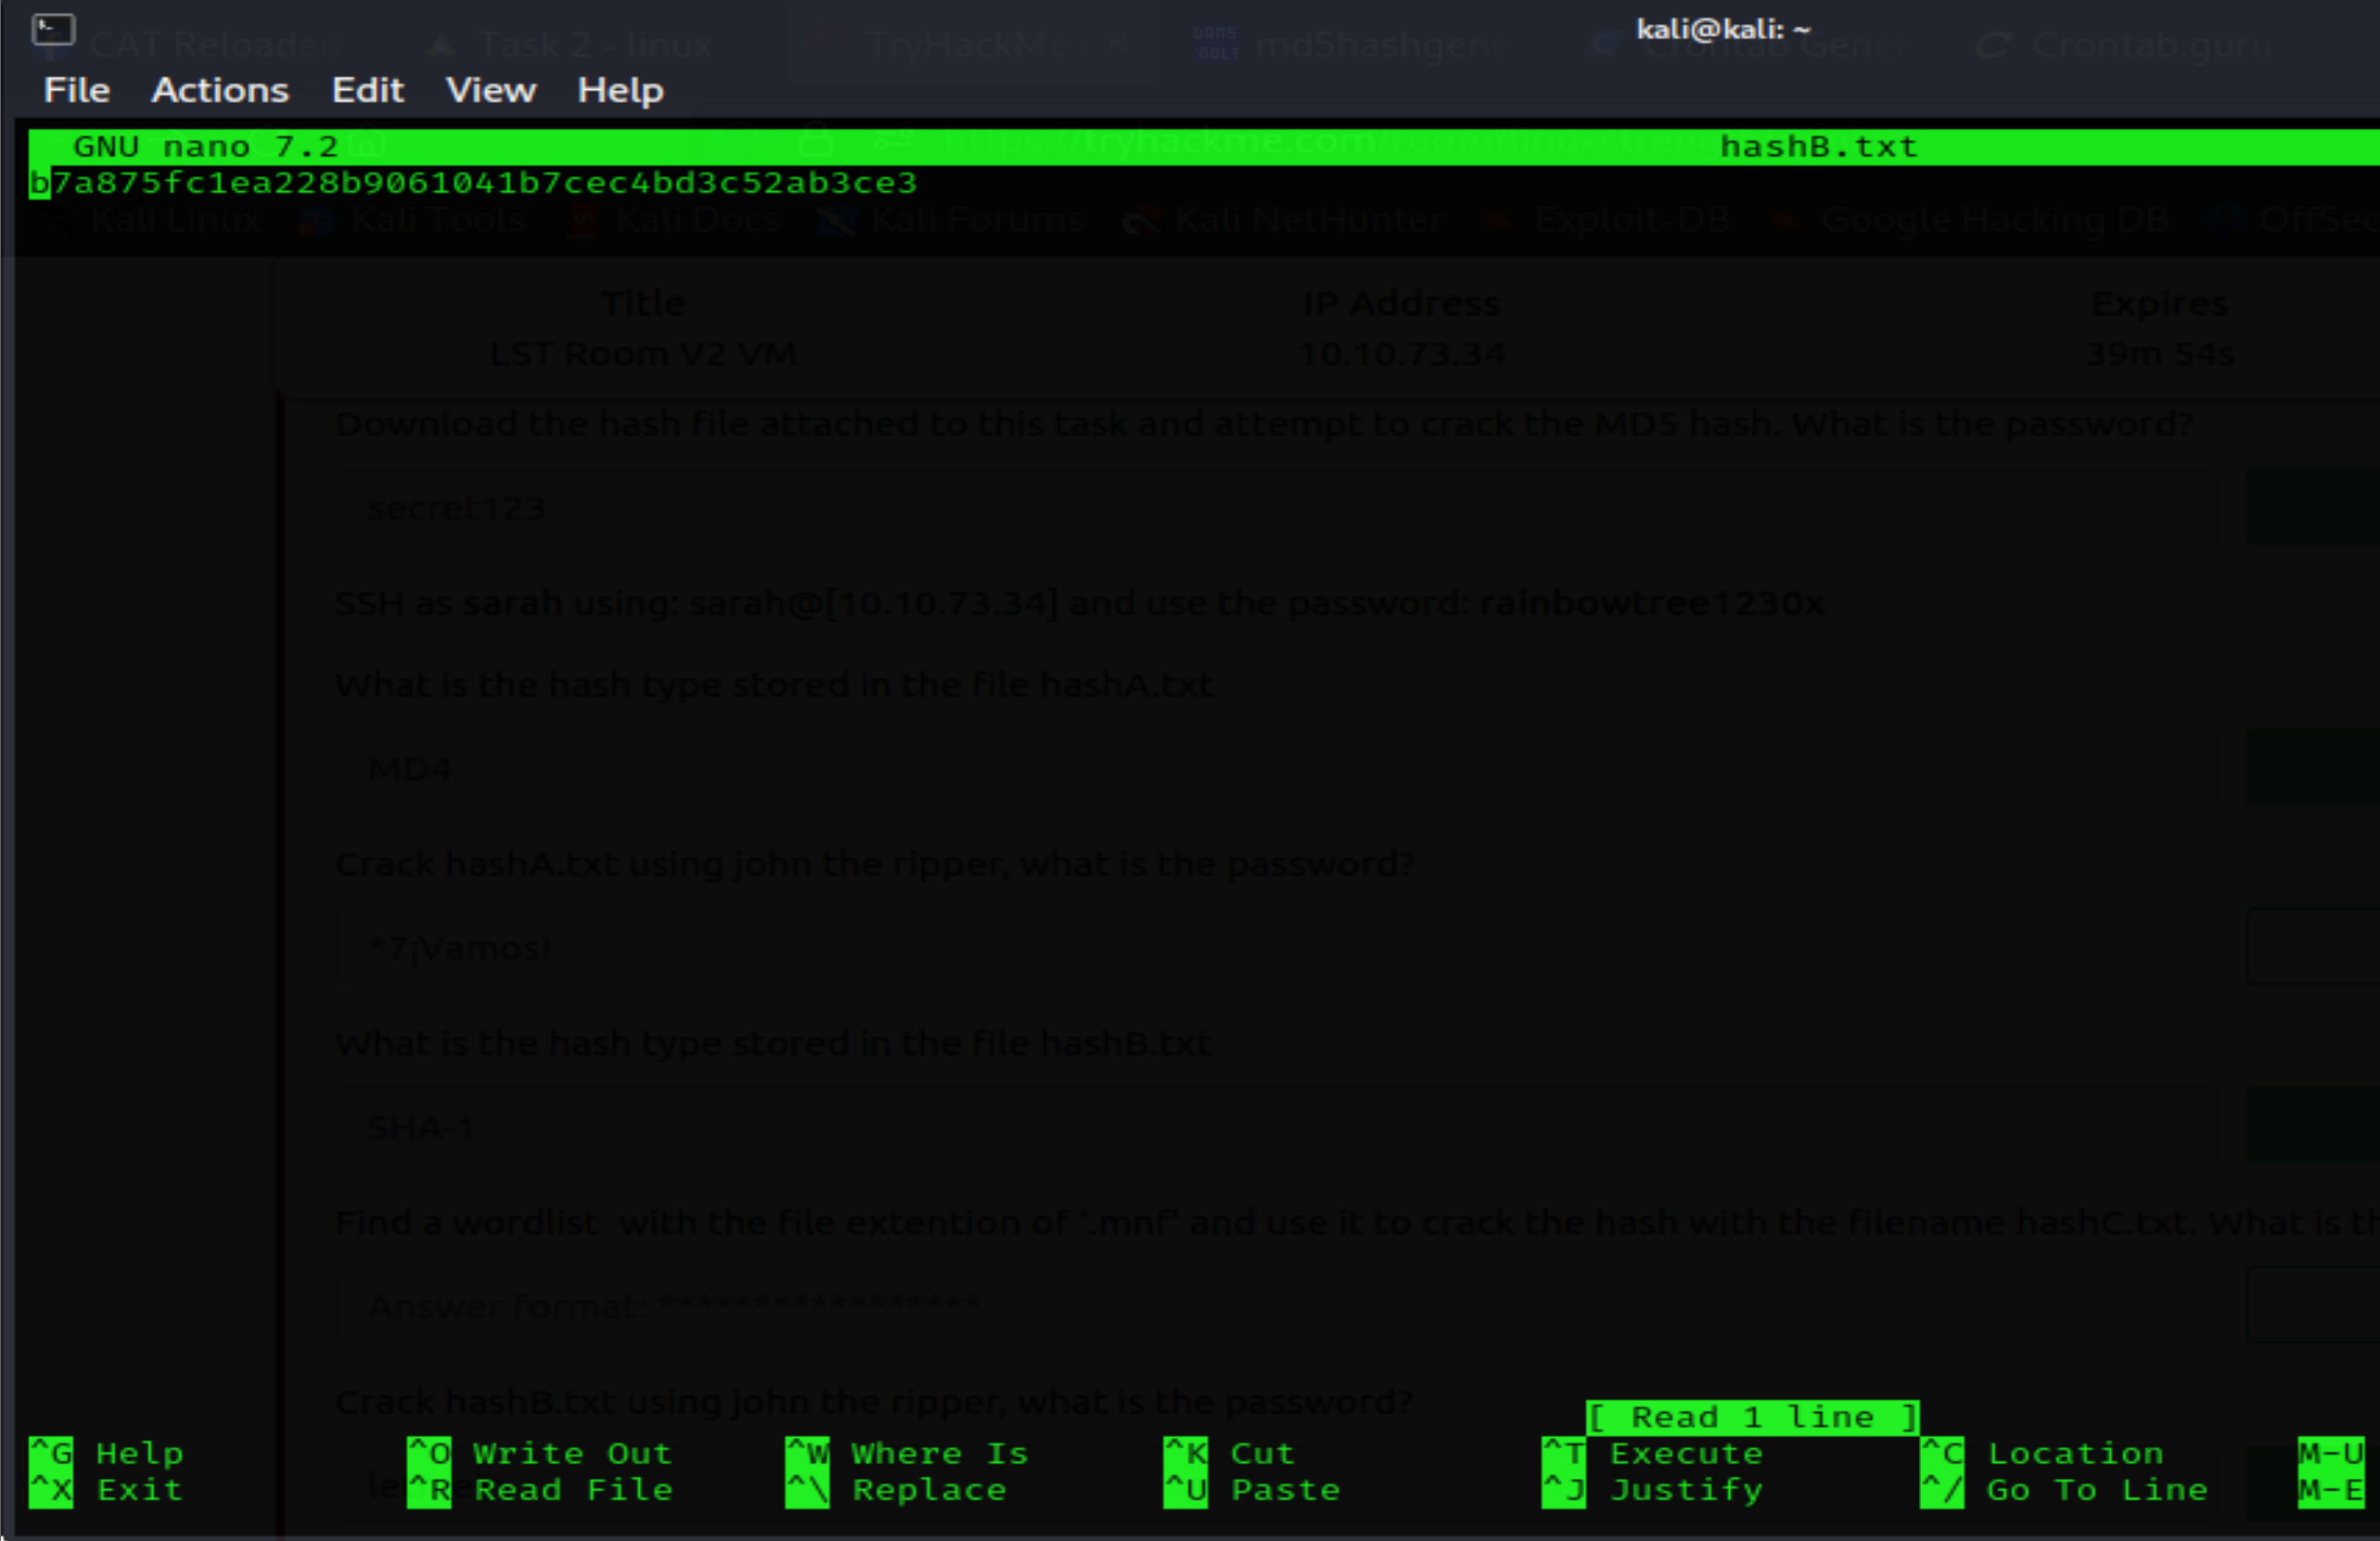 kali@kali: ~
CAT Reloaded Task 2 - linux TryHackMe × md5hashgene Crontab Gene Crontab.guru
File Actions Edit View Help
GNU nano 7.2 hashB.txt
https://tryhackme.com/room/linuxstreng
b7a875fc1ea228b9061041b7cec4bd3c52ab3ce3
Kali Linux Kali Tools Kali Docs Kali Forums Kali NetHunter Exploit-DB Google Hacking DB OffSec
Title IP Address Expires
LST Room V2 VM 10.10.73.34 39m 54s
Download the hash file attached to this task and attempt to crack the MD5 hash. What is the password?
secret123
SSH as sarah using: sarah@[10.10.73.34] and use the password: rainbowtree1230x
What is the hash type stored in the file hashA.txt
MD4
Crack hashA.txt using john the ripper, what is the password?
*7¡Vamos!
What is the hash type stored in the file hashB.txt
SHA-1
Find a wordlist with the file extention of '.mnf' and use it to crack the hash with the filename hashC.txt. What is th
Answer format: *****************
Crack hashB.txt using john the ripper, what is the password?
[ Read 1 line ]
^G Help ^O Write Out ^W Where Is ^K Cut ^T Execute ^C Location M-U
^X Exit ^R Read File ^\ Replace ^U Paste ^J Justify ^/ Go To Line M-E